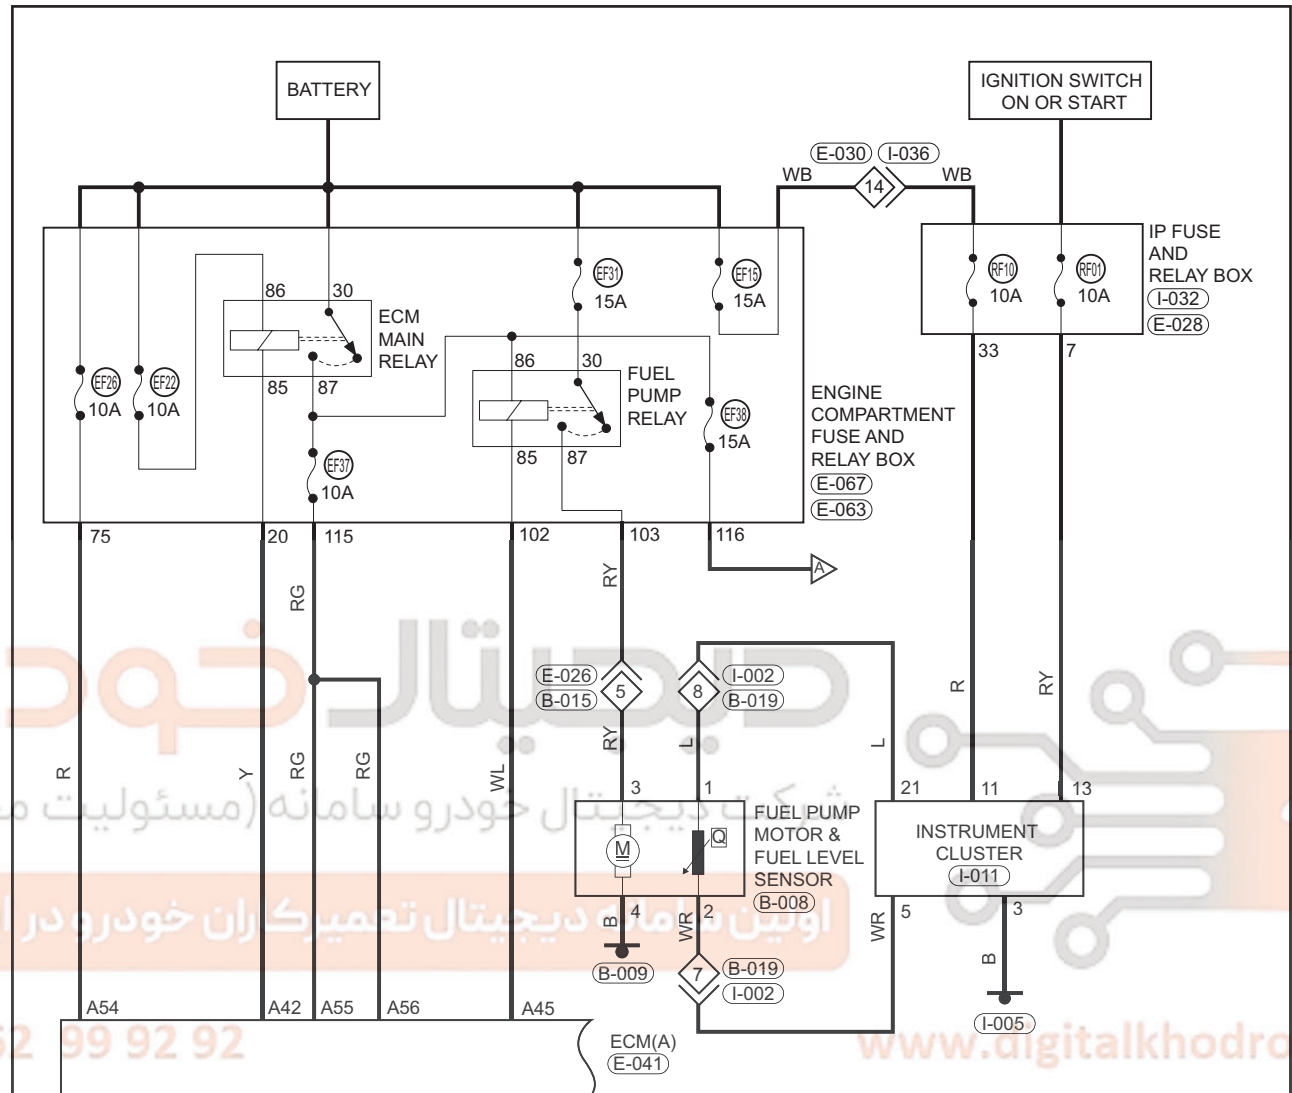 BATTERY
IGNITION SWITCH
ON OR START
E-030
I-036
WB
14
WB
IP FUSE
AND
RELAY BOX
I-032
E-028
EF31
15A
EF15
15A
RF10
10A
RF01
10A
86
30
ECM
MAIN
RELAY
33
7
EF26
10A
EF22
10A
85
87
86
30
FUEL
PUMP
RELAY
EF38
15A
ENGINE
COMPARTMENT
FUSE AND
RELAY BOX
E-067
E-063
EF37
10A
85
87
75
20
115
102
103
116
A
RG
RY
دیجیتال خود
E-026
B-015
5
8
I-002
B-019
R
RY
R
Y
RG
RG
WL
RY
L
L
شرکت دیجیتال خودرو سامانه (مسئولیت م
3
1
21
11
13
M
Q
FUEL PUMP
MOTOR &
FUEL LEVEL
SENSOR
B-008
INSTRUMENT
CLUSTER
I-011
اولین سامانه دیجیتال تعمیرکاران خودرو در ا
B
4
WR
2
WR
5
B
3
B-009
7
B-019
I-002
I-005
A54
A42
A55
A56
A45
ECM(A)
E-041
62 99 92 92
www.digitalkhodro